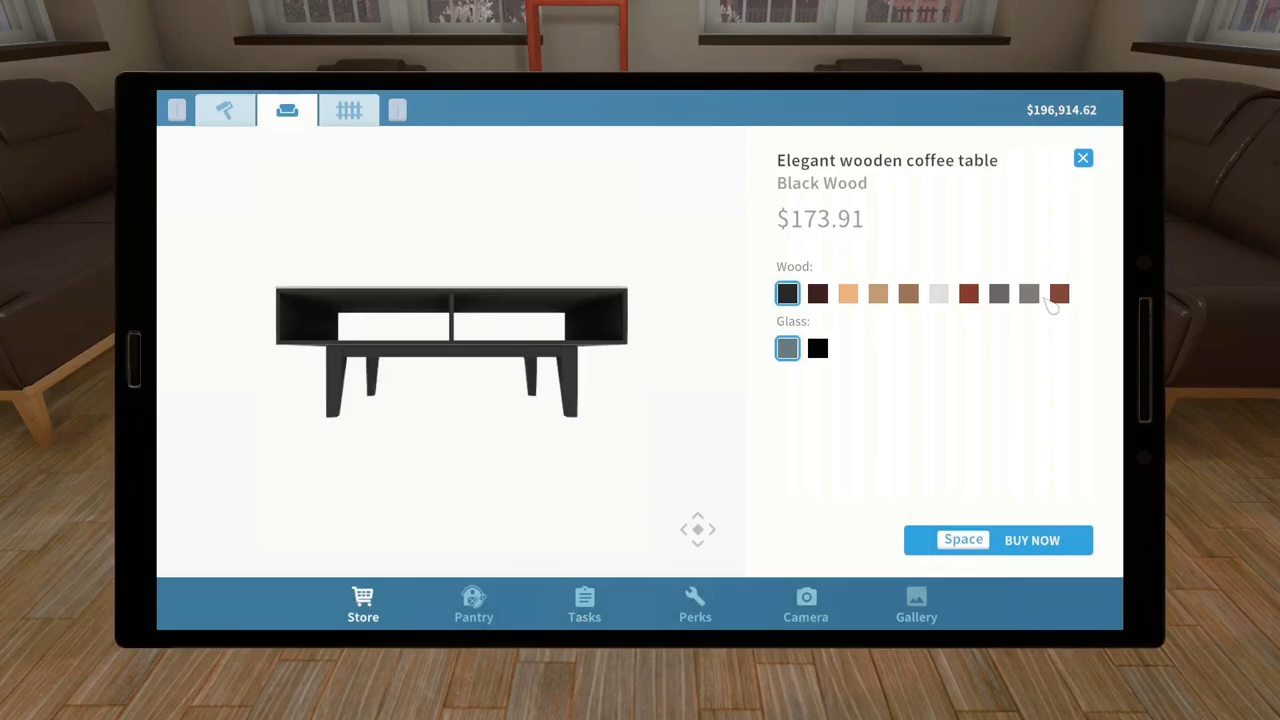 $196,914.62
Elegant wooden coffee table
Black Wood
$173.91
Wood:
Glass:
Space BUY NOW
Store
Pantry
Tasks
Perks
Camera
Gallery